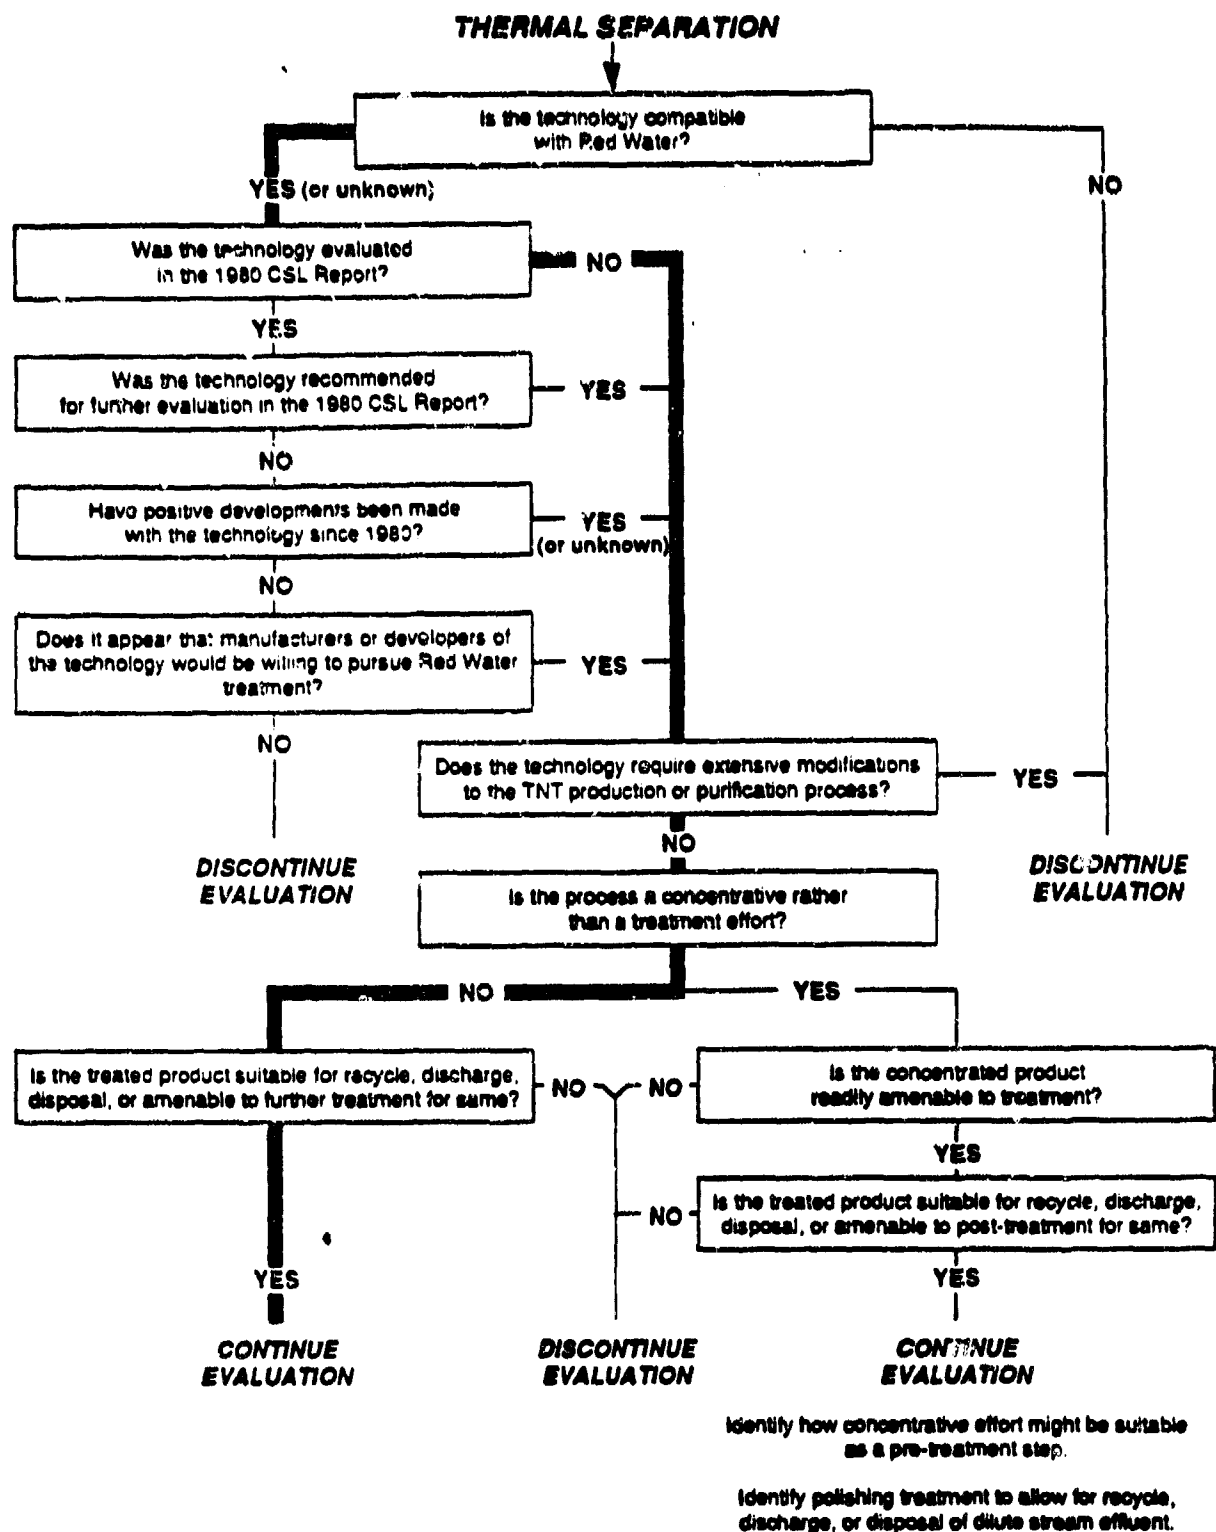 THERMAL SEPARATION
Is the technology compatible
with Red Water?
YES (or unknown)
NO
Was the technology evaluated
in the 1980 CSL Report?
NO
YES
Was the technology recommended
for further evaluation in the 1980 CSL Report?
YES
NO
Have positive developments been made
with the technology since 1980?
YES
(or unknown)
NO
Does it appear that manufacturers or developers of
the technology would be willing to pursue Red Water
treatment?
YES
NO
Does the technology require extensive modifications
to the TNT production or purification process?
YES
NO
DISCONTINUE
EVALUATION
DISCONTINUE
EVALUATION
Is the process a concentrative rather
than a treatment effort?
NO
YES
Is the treated product suitable for recycle, discharge,
disposal, or amenable to further treatment for same?
NO
NO
Is the concentrated product
readily amenable to treatment?
YES
Is the treated product suitable for recycle, discharge,
disposal, or amenable to post-treatment for same?
NO
YES
YES
CONTINUE
EVALUATION
DISCONTINUE
EVALUATION
CONTINUE
EVALUATION
Identify how concentrative effort might be suitable
as a pre-treatment step.
Identify polishing treatment to allow for recycle,
discharge, or disposal of dilute stream effluent.